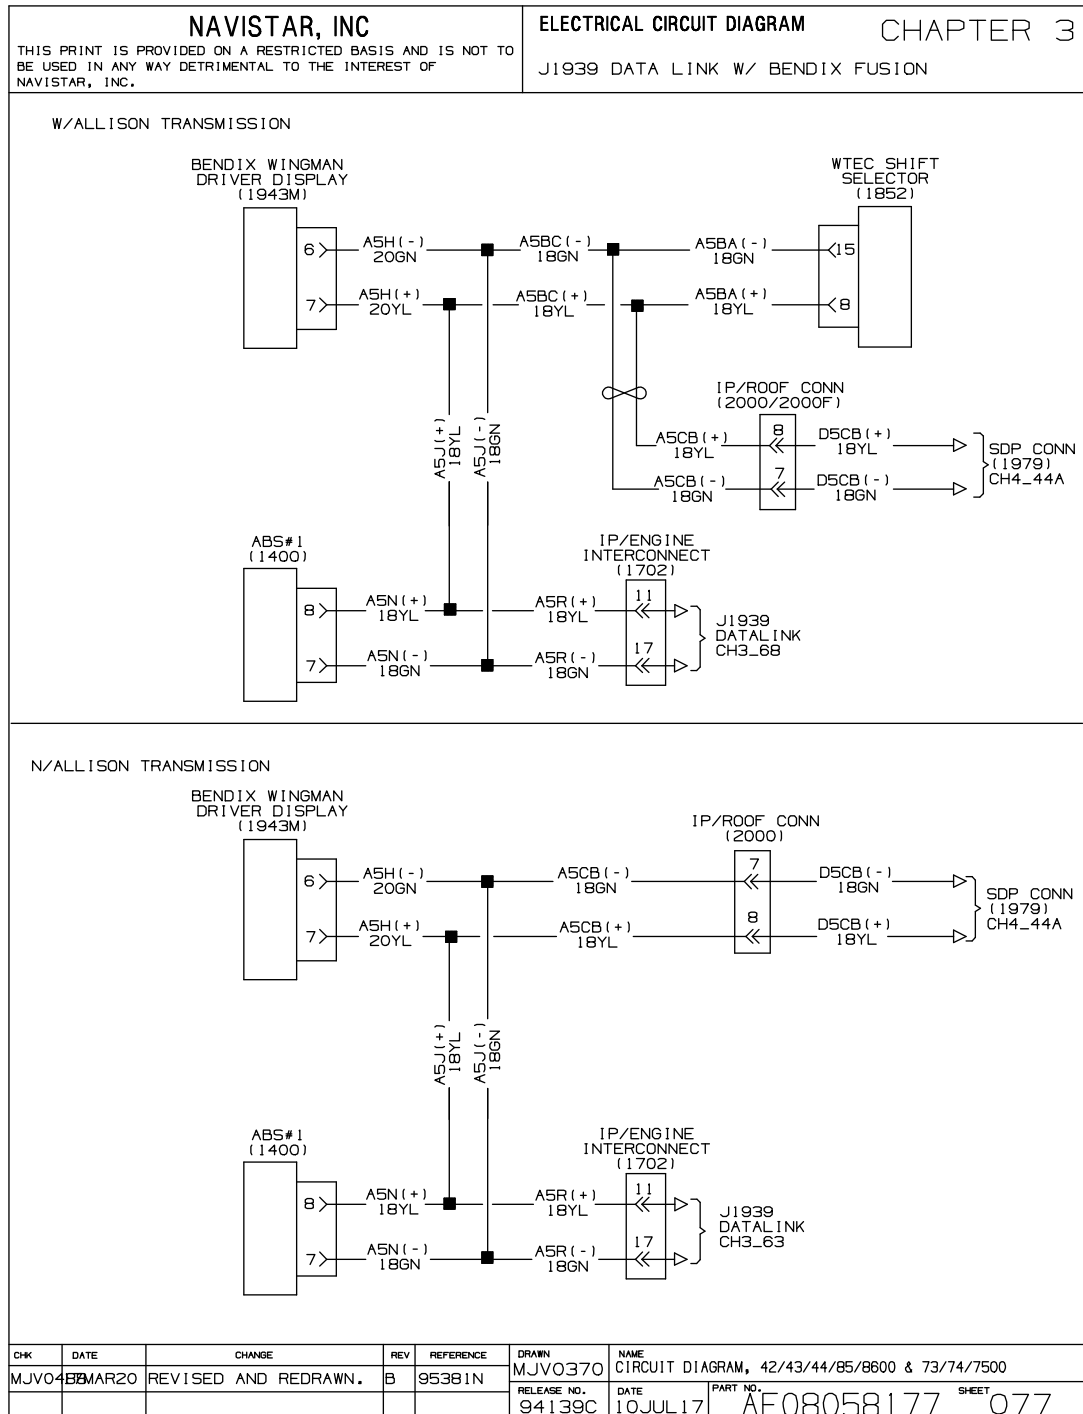 NAVISTAR, INC
THIS PRINT IS PROVIDED ON A RESTRICTED BASIS AND IS NOT TO
BE USED IN ANY WAY DETRIMENTAL TO THE INTEREST OF
NAVISTAR, INC.
ELECTRICAL CIRCUIT DIAGRAM
CHAPTER 3
J1939 DATA LINK W/ BENDIX FUSION
W/ALLISON TRANSMISSION
BENDIX WINGMAN
DRIVER DISPLAY
(1943M)
WTEC SHIFT
SELECTOR
(1852)
6
A5H(-)
20GN
A5BC(-)
18GN
A5BA(-)
18GN
15
7
A5H(+)
20YL
A5BC(+)
18YL
A5BA(+)
18YL
8
A5J(+)
18YL
A5J(-)
18GN
IP/ROOF CONN
(2000/2000F)
A5CB(+)
18YL
8
D5CB(+)
18YL
A5CB(-)
18GN
7
D5CB(-)
18GN
SDP CONN
(1979)
CH4_44A
ABS#1
(1400)
IP/ENGINE
INTERCONNECT
(1702)
8
A5N(+)
18YL
A5R(+)
18YL
11
7
A5N(-)
18GN
A5R(-)
18GN
17
J1939
DATALINK
CH3_68
N/ALLISON TRANSMISSION
BENDIX WINGMAN
DRIVER DISPLAY
(1943M)
IP/ROOF CONN
(2000)
6
A5H(-)
20GN
A5CB(-)
18GN
7
D5CB(-)
18GN
7
A5H(+)
20YL
A5CB(+)
18YL
8
D5CB(+)
18YL
SDP CONN
(1979)
CH4_44A
A5J(+)
18YL
A5J(-)
18GN
ABS#1
(1400)
IP/ENGINE
INTERCONNECT
(1702)
8
A5N(+)
18YL
A5R(+)
18YL
11
7
A5N(-)
18GN
A5R(-)
18GN
17
J1939
DATALINK
CH3_63
CHK DATE CHANGE REV REFERENCE
MAR20 REVISED AND REDRAWN. B 95381N
DRAWN
MJV0370
NAME
CIRCUIT DIAGRAM, 42/43/44/85/8600 & 73/74/7500
RELEASE NO.
94139C
DATE
10JUL17
PART NO.
AE08058177
SHEET
077